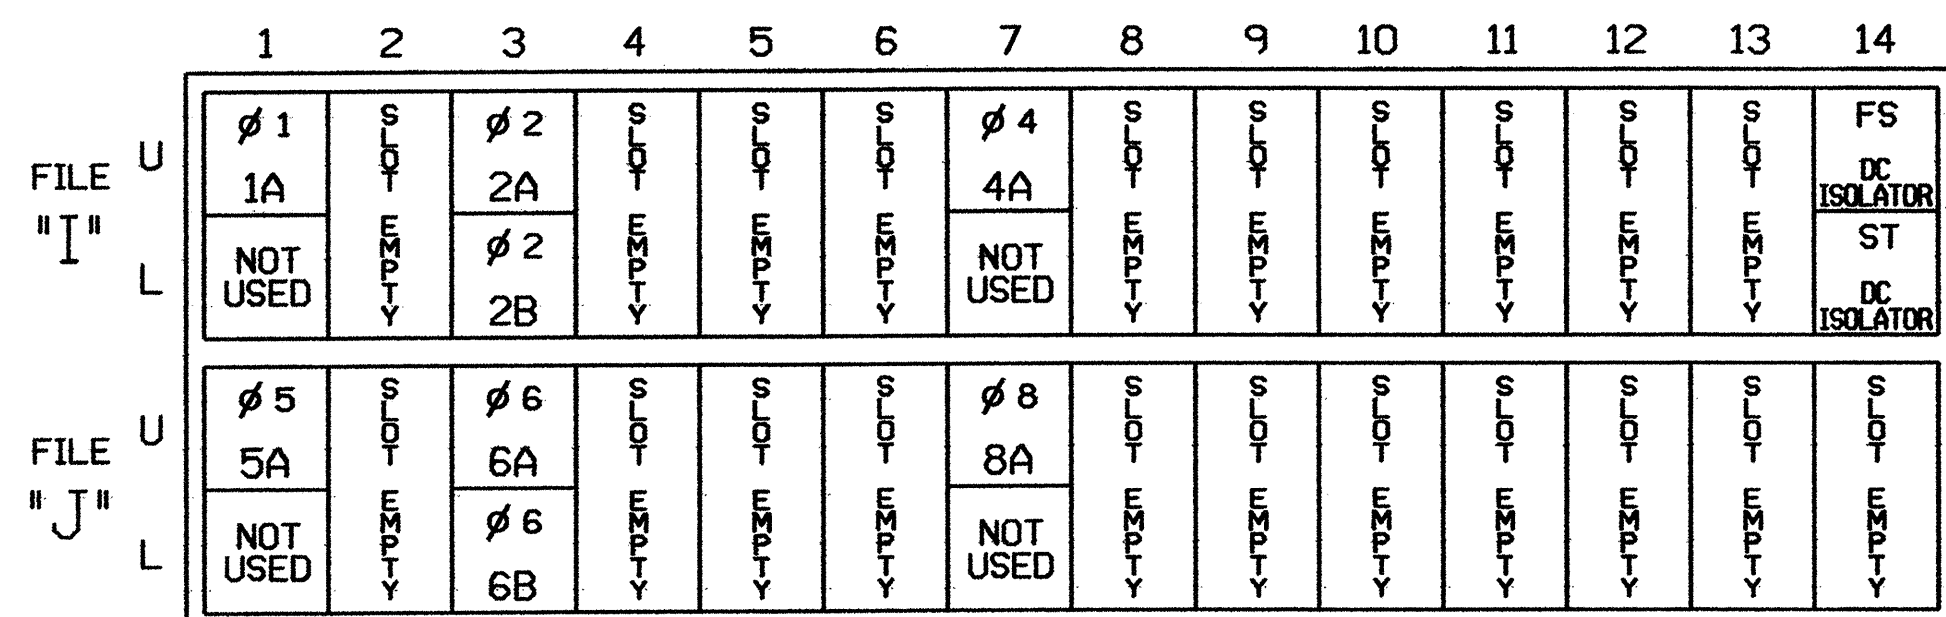 1 2 3 4 5 6 7 8 9 10 11 12 13 14
FILE "I"
U
L
ø 1
1A
NOT
USED
SLOT EMPTY
ø 2
2A
ø 2
2B
SLOT EMPTY
SLOT EMPTY
SLOT EMPTY
ø 4
4A
NOT
USED
SLOT EMPTY
SLOT EMPTY
SLOT EMPTY
SLOT EMPTY
SLOT EMPTY
SLOT EMPTY
FS
DC
ISOLATOR
ST
DC
ISOLATOR
FILE "J"
U
L
ø 5
5A
NOT
USED
SLOT EMPTY
ø 6
6A
ø 6
6B
SLOT EMPTY
SLOT EMPTY
SLOT EMPTY
ø 8
8A
NOT
USED
SLOT EMPTY
SLOT EMPTY
SLOT EMPTY
SLOT EMPTY
SLOT EMPTY
SLOT EMPTY
SLOT EMPTY